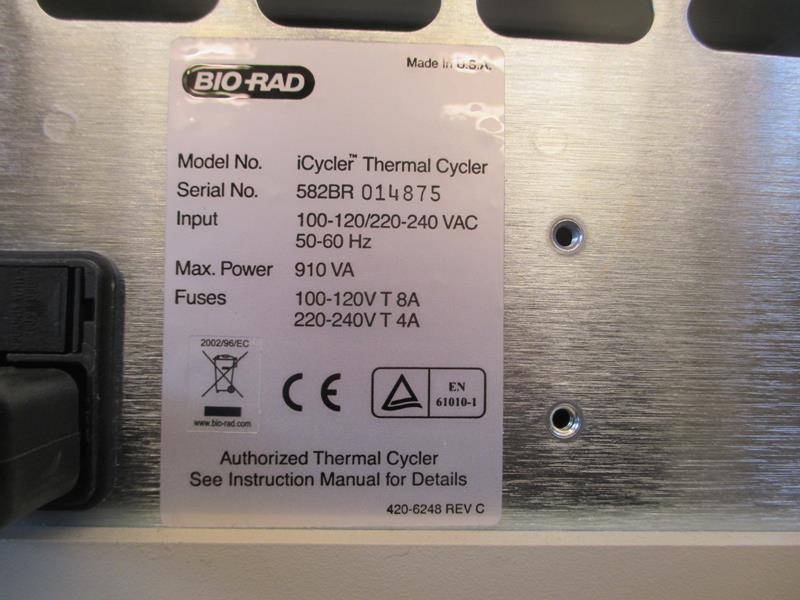 BIO-RAD
Made in U.S.A.
Model No. iCycler™ Thermal Cycler
Serial No. 582BR 014875
Input 100-120/220-240 VAC
50-60 Hz
Max. Power 910 VA
Fuses 100-120V T 8A
220-240V T 4A
2002/96/EC
www.bio-rad.com
CE
EN
61010-1
Authorized Thermal Cycler
See Instruction Manual for Details
420-6248 REV C